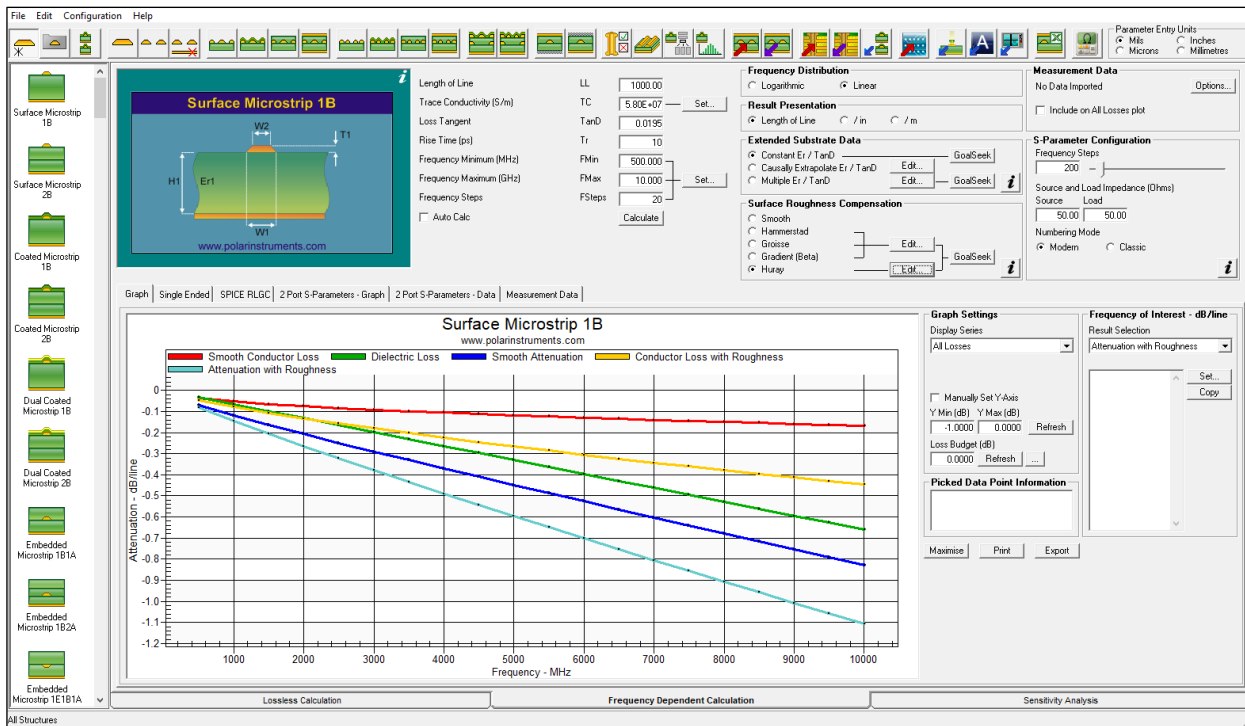 File Edit Configuration Help
Parameter Entry Units
Mils Inches
Microns Millimetres
Surface Microstrip
1B
Surface Microstrip
2B
Coated Microstrip
1B
Coated Microstrip
2B
Dual Coated
Microstrip 1B
Dual Coated
Microstrip 2B
Embedded
Microstrip 1B1A
Embedded
Microstrip 1B2A
Embedded
Microstrip 1E1B1A
i
Surface Microstrip 1B
W2
T1
H1 Er1
W1
www.polarinstruments.com
Length of Line LL 1000.00
Trace Conductivity (S/m) TC 5.80E+07 Set...
Loss Tangent TanD 0.0195
Rise Time (ps) Tr 10
Frequency Minimum (MHz) FMin 500.000
Frequency Maximum (GHz) FMax 10.000 Set...
Frequency Steps FSteps 20
Auto Calc Calculate
Frequency Distribution
Logarithmic Linear
Result Presentation
Length of Line / in / m
Extended Substrate Data
Constant Er / TanD GoalSeek
Causally Extrapolate Er / TanD Edit...
Multiple Er / TanD Edit... GoalSeek i
Surface Roughness Compensation
Smooth
Hammerstad
Groisse Edit...
Gradient (Beta) GoalSeek
Huray Edit... i
Measurement Data
No Data Imported Options...
Include on All Losses plot
S-Parameter Configuration
Frequency Steps
200
Source and Load Impedance (Ohms)
Source Load
50.00 50.00
Numbering Mode
Modern Classic
i
Graph Single Ended SPICE RLGC 2 Port S-Parameters - Graph 2 Port S-Parameters - Data Measurement Data
Surface Microstrip 1B
www.polarinstruments.com
Smooth Conductor Loss Dielectric Loss Smooth Attenuation Conductor Loss with Roughness
Attenuation with Roughness
Attenuation - dB/line
0
-0.1
-0.2
-0.3
-0.4
-0.5
-0.6
-0.7
-0.8
-0.9
-1.0
-1.1
-1.2
1000 2000 3000 4000 5000 6000 7000 8000 9000 10000
Frequency - MHz
Graph Settings
Display Series
All Losses
Manually Set Y-Axis
Y Min (dB) Y Max (dB)
-1.0000 0.0000 Refresh
Loss Budget (dB)
0.0000 Refresh ...
Picked Data Point Information
Maximise Print Export
Frequency of Interest - dB/line
Result Selection
Attenuation with Roughness
Set...
Copy
Lossless Calculation Frequency Dependent Calculation Sensitivity Analysis
All Structures